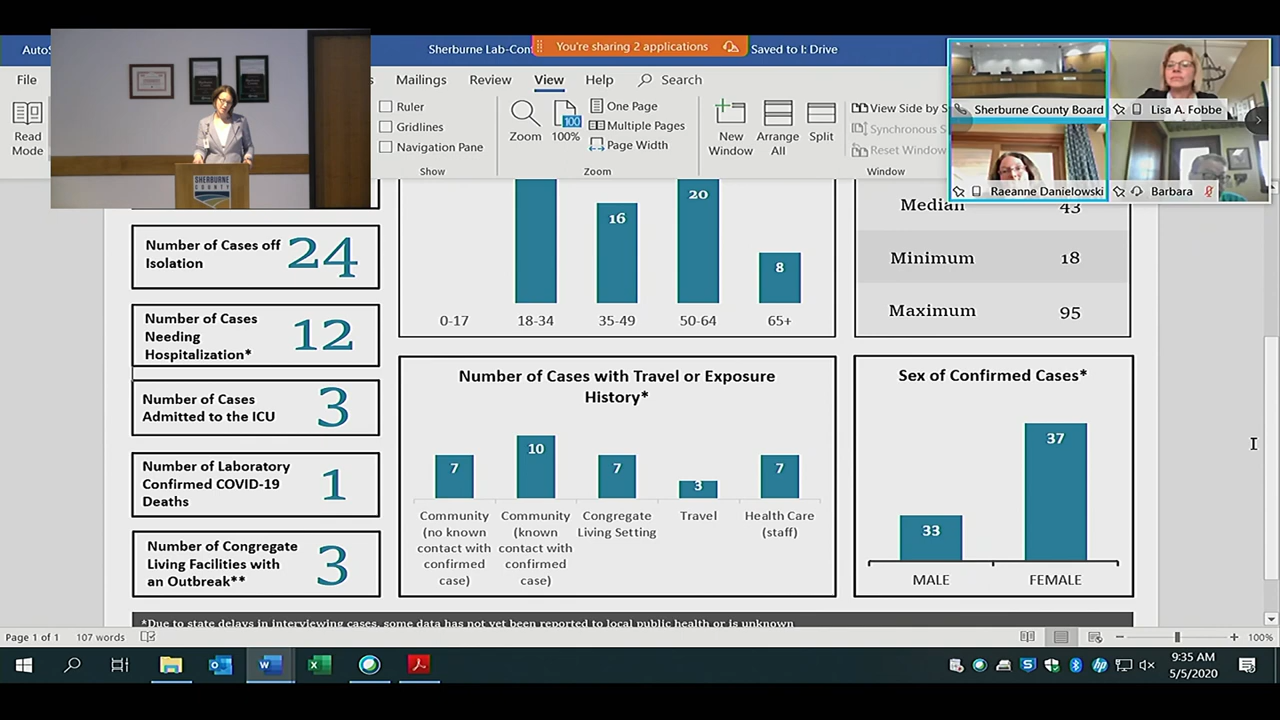 AutoS
Sherburne Lab-Con
You're sharing 2 applications
Saved to I: Drive
File
Mailings
Review
View
Help
Search
Read
Mode
Ruler
Gridlines
Navigation Pane
Show
Zoom
100
100%
One Page
Multiple Pages
Page Width
Zoom
New
Window
Arrange
All
Split
View Side by S
Synchronous S
Reset Window
Window
Sherburne County Board
Lisa A. Fobbe
Raeanne Danielowski
Barbara
SHERBURNE
COUNTY
Number of Cases off
Isolation
24
Number of Cases
Needing
Hospitalization*
12
Number of Cases
Admitted to the ICU
3
Number of Laboratory
Confirmed COVID-19
Deaths
1
Number of Congregate
Living Facilities with
an Outbreak**
3
16
20
8
0-17
18-34
35-49
50-64
65+
Median 43
Minimum 18
Maximum 95
Number of Cases with Travel or Exposure
History*
7
10
7
3
7
Community
(no known
contact with
confirmed
case)
Community
(known
contact with
confirmed
case)
Congregate
Living Setting
Travel
Health Care
(staff)
Sex of Confirmed Cases*
33
37
MALE
FEMALE
*Due to state delays in interviewing cases, some data has not yet been reported to local public health or is unknown
Page 1 of 1
107 words
100%
9:35 AM
5/5/2020